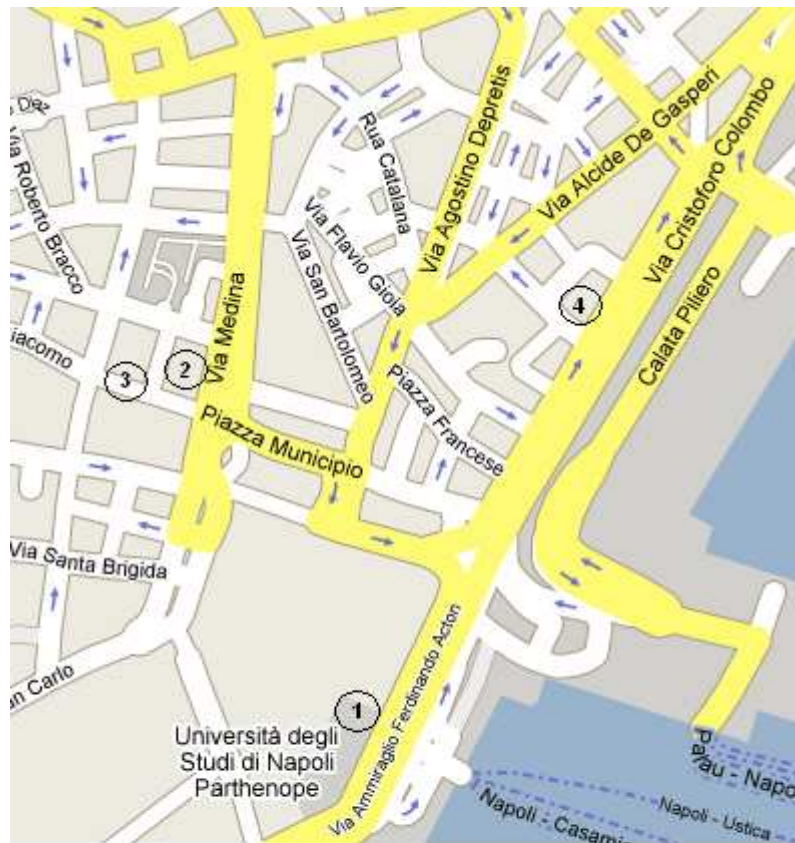 Diaz
Via Roberto Bracco
Rua Catalana
Via Agostino Depretis
Via Alcide De Gasperi
Via Cristoforo Colombo
Via Flavio Gioia
Via San Bartolomeo
Via Medina
Calata Piliero
4
iacomo
3
2
Piazza Francese
Piazza Municipio
Via Santa Brigida
an Carlo
1
Università degli
Studi di Napoli
Parthenope
Via Ammiraglio Ferdinando Acton
Napo
Napoli - Ustica
Napoli - Casami